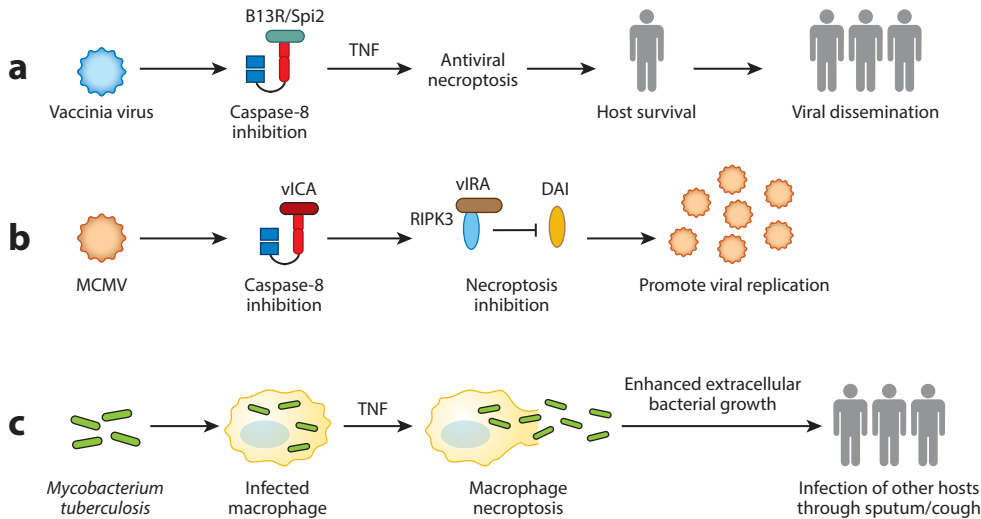 a
B13R/Spi2
TNF
Vaccinia virus
Caspase-8
inhibition
Antiviral
necroptosis
Host survival
Viral dissemination
b
vICA
vIRA
DAI
RIPK3
MCMV
Caspase-8
inhibition
Necroptosis
inhibition
Promote viral replication
c
TNF
Enhanced extracellular
bacterial growth
Mycobacterium
tuberculosis
Infected
macrophage
Macrophage
necroptosis
Infection of other hosts
through sputum/cough